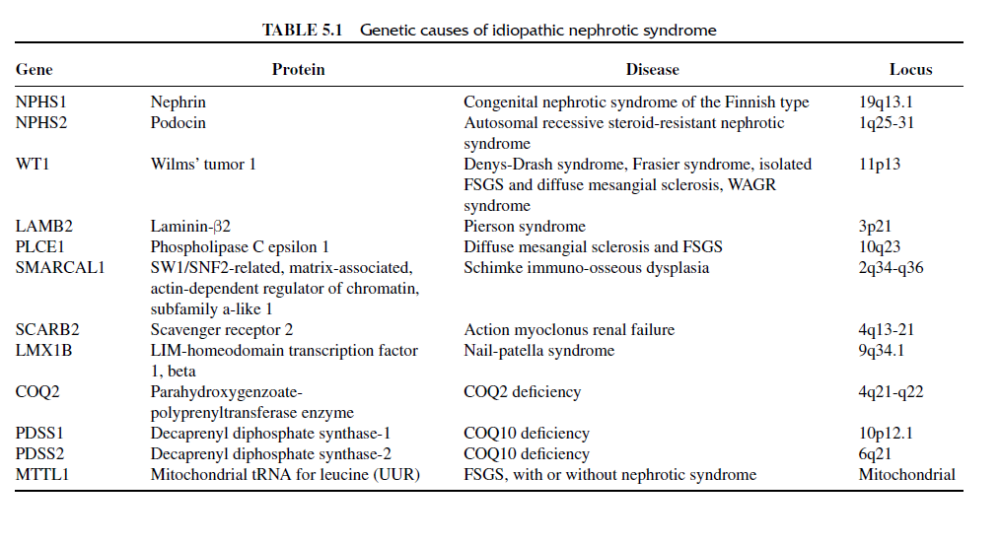 TABLE 5.1 Genetic causes of idiopathic nephrotic syndrome
Gene Protein Disease Locus
NPHS1 Nephrin Congenital nephrotic syndrome of the Finnish type 19q13.1
NPHS2 Podocin Autosomal recessive steroid-resistant nephrotic 1q25-31
syndrome
WT1 Wilms’ tumor 1 Denys-Drash syndrome, Frasier syndrome, isolated 11p13
FSGS and diffuse mesangial sclerosis, WAGR
syndrome
LAMB2 Laminin-β2 Pierson syndrome 3p21
PLCE1 Phospholipase C epsilon 1 Diffuse mesangial sclerosis and FSGS 10q23
SMARCAL1 SW1/SNF2-related, matrix-associated, Schimke immuno-osseous dysplasia 2q34-q36
actin-dependent regulator of chromatin,
subfamily a-like 1
SCARB2 Scavenger receptor 2 Action myoclonus renal failure 4q13-21
LMX1B LIM-homeodomain transcription factor Nail-patella syndrome 9q34.1
1, beta
COQ2 Parahydroxygenzoate- COQ2 deficiency 4q21-q22
polyprenyltransferase enzyme
PDSS1 Decaprenyl diphosphate synthase-1 COQ10 deficiency 10p12.1
PDSS2 Decaprenyl diphosphate synthase-2 COQ10 deficiency 6q21
MTTL1 Mitochondrial tRNA for leucine (UUR) FSGS, with or without nephrotic syndrome Mitochondrial